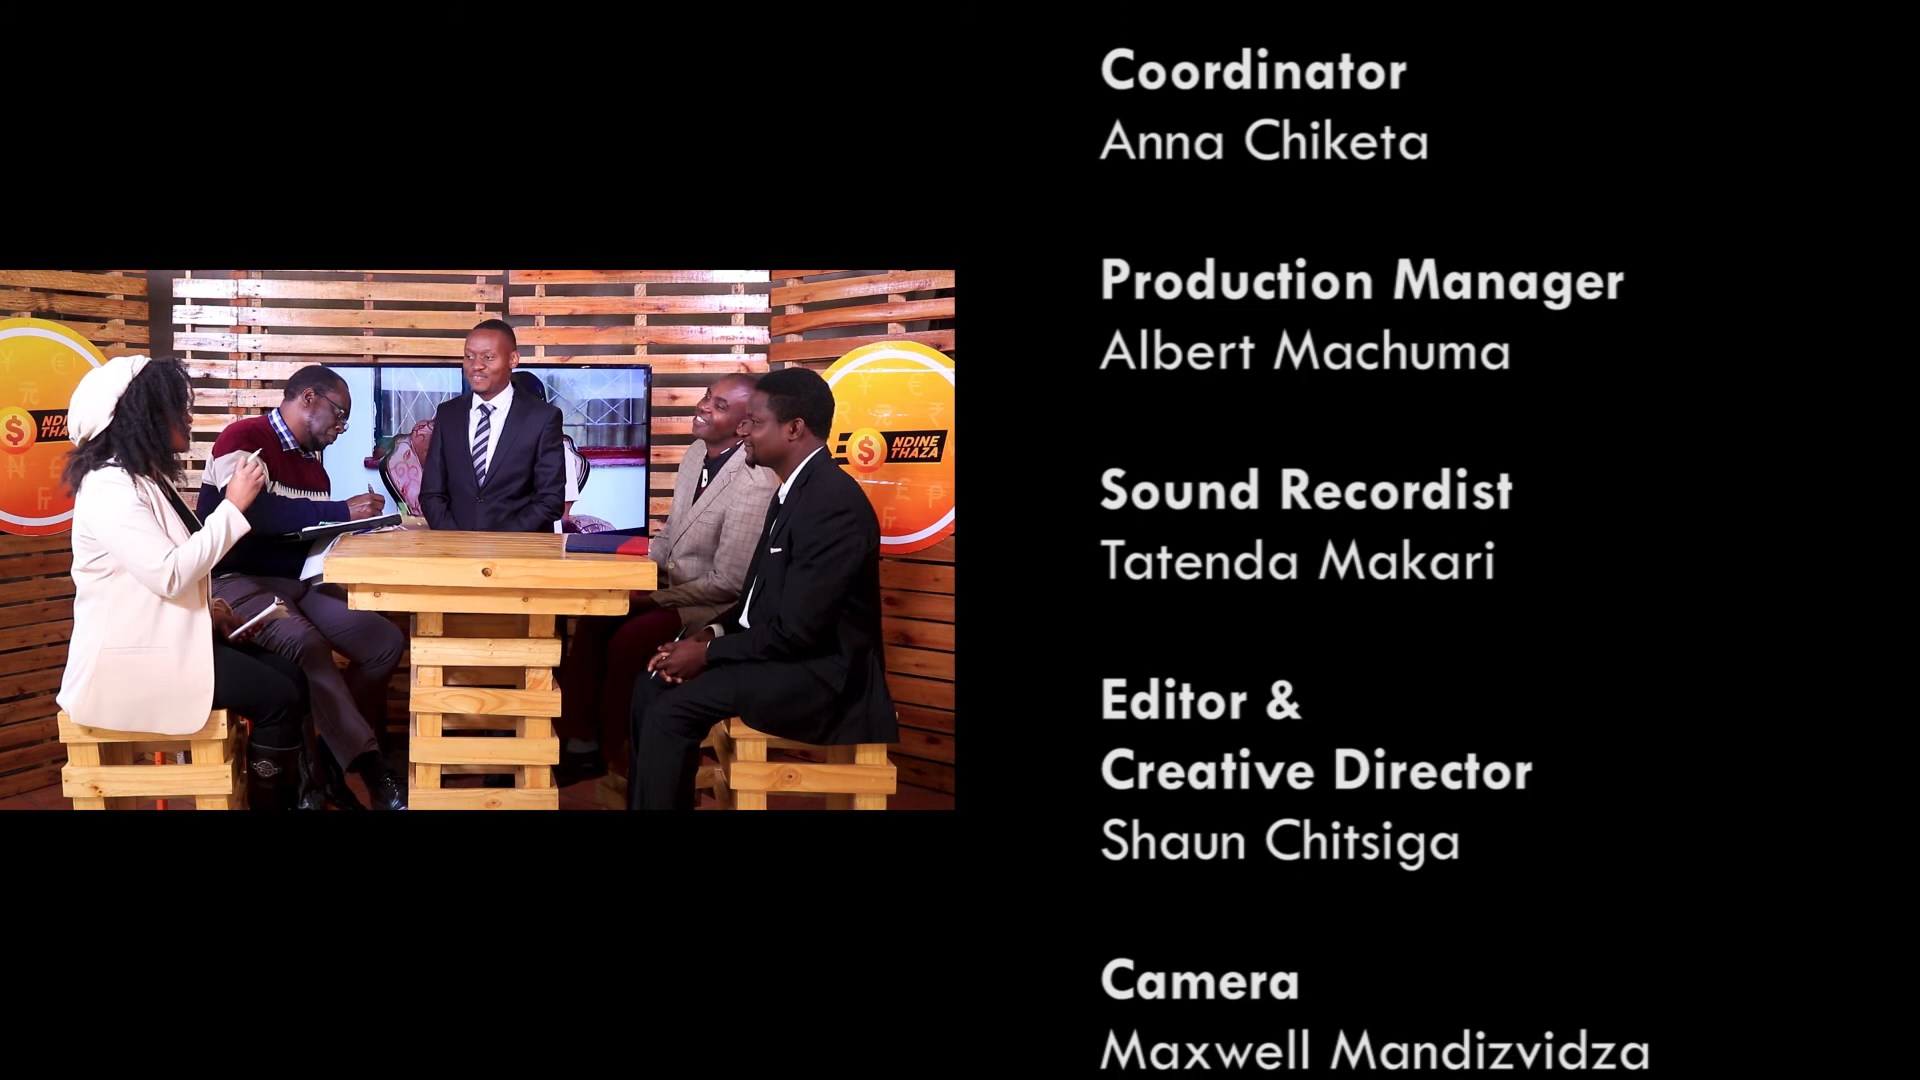 Coordinator
Anna Chiketa
Production Manager
Albert Machuma
Sound Recordist
Tatenda Makari
Editor &
Creative Director
Shaun Chitsiga
Camera
Maxwell Mandizvidza
$
NDINE
THAZA